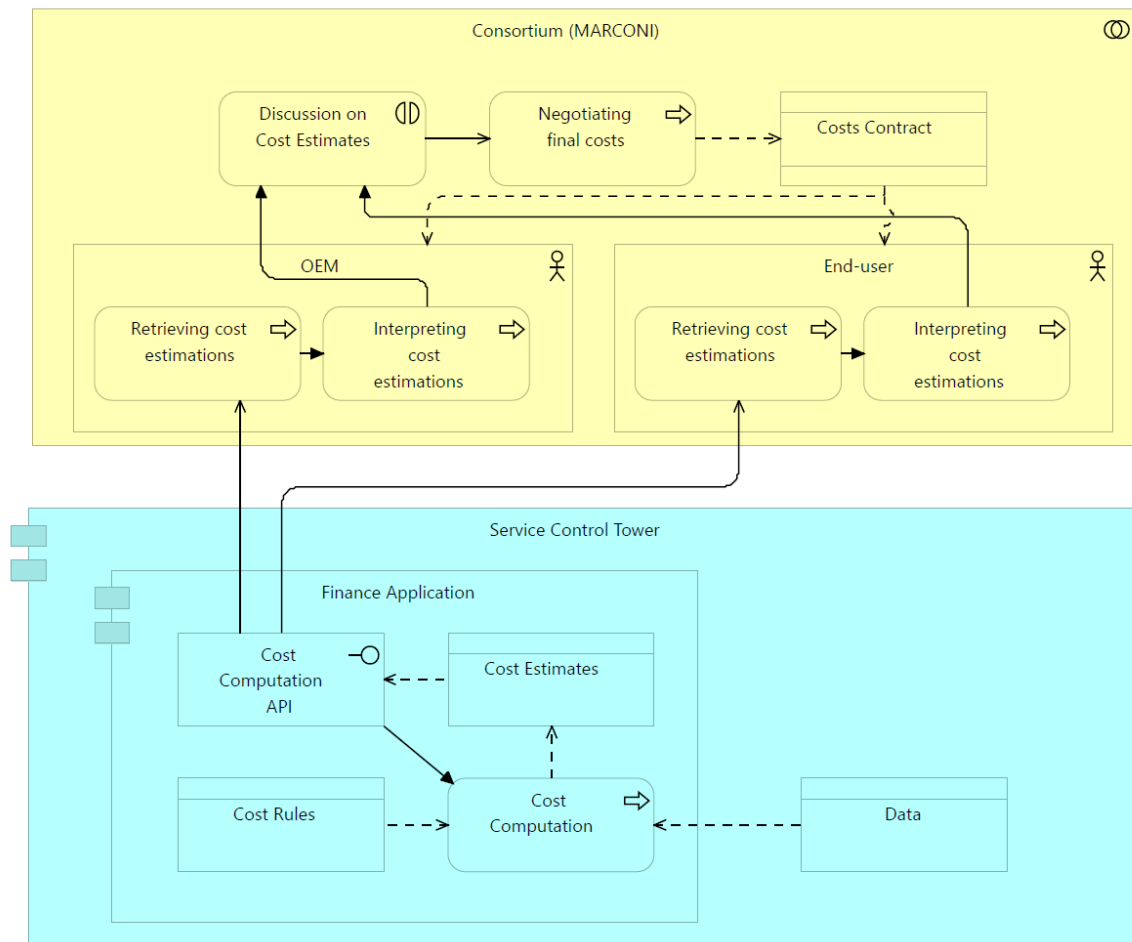 Consortium (MARCONI)
Discussion on
Cost Estimates
Negotiating
final costs
Costs Contract
OEM
Retrieving cost
estimations
Interpreting
cost
estimations
End-user
Retrieving cost
estimations
Interpreting
cost
estimations
Service Control Tower
Finance Application
Cost
Computation
API
Cost Estimates
Cost Rules
Cost
Computation
Data